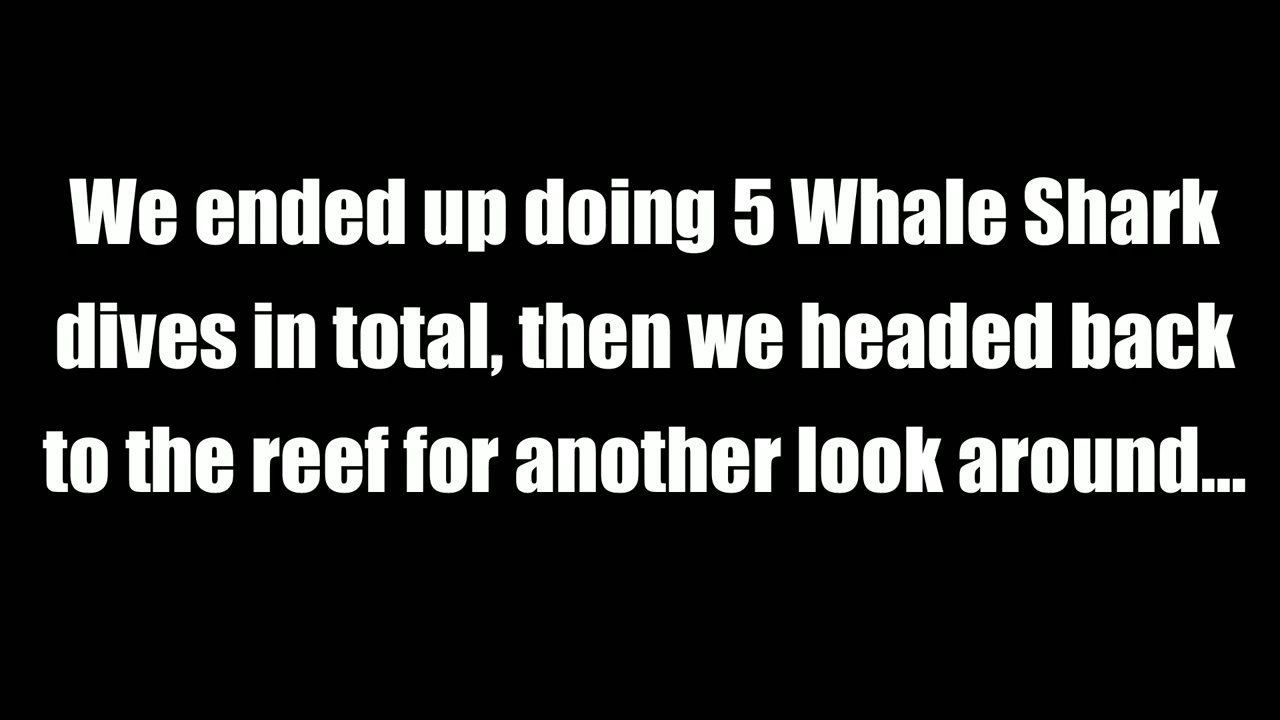 We ended up doing 5 Whale Shark
dives in total, then we headed back
to the reef for another look around...